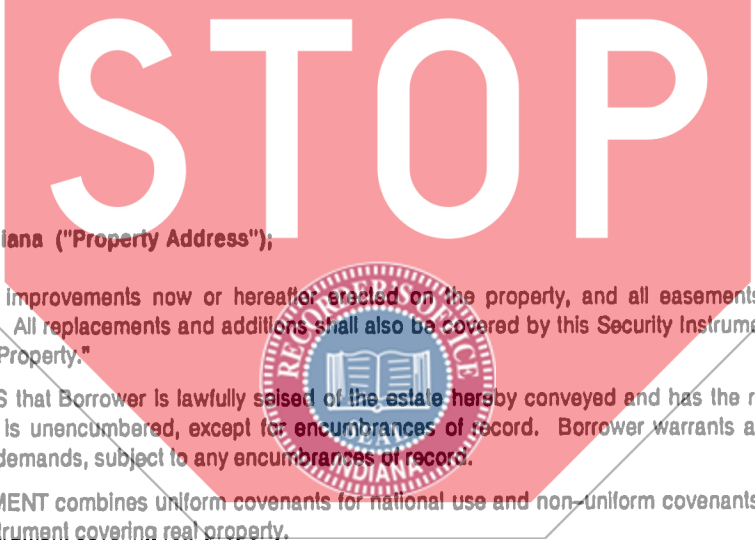 STOP
iana ("Property Address");
improvements now or hereafter erected on the property, and all easements
All replacements and additions shall also be covered by this Security Instrume
Property."
RECORDER'S OFFICE
SEAL
INDIANA
S that Borrower is lawfully seised of the estate hereby conveyed and has the r
is unencumbered, except for encumbrances of record. Borrower warrants a
demands, subject to any encumbrances of record.
MENT combines uniform covenants for national use and non-uniform covenants
trument covering real property.